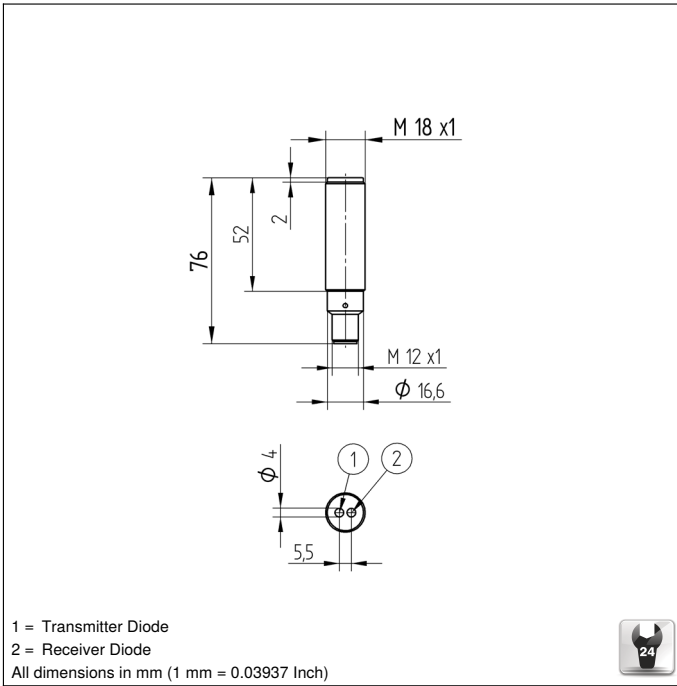 M 18 x1
2
52
76
M 12 x1
Φ 16,6
Φ 4
1 2
5,5
1 = Transmitter Diode
2 = Receiver Diode
All dimensions in mm (1 mm = 0.03937 Inch)
24